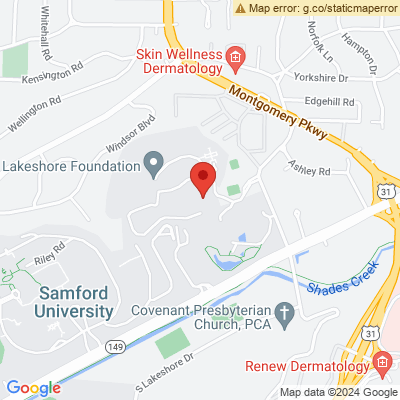 Map error: g.co/staticmaperror
Whitehall Rd
Kensington Rd
Wellington Rd
Windsor Blvd
Skin Wellness
Dermatology
Norfolk Ln
Hampton Dr
Yorkshire Dr
Edgehill Rd
Montgomery Pkwy
Ashley Rd
Lakeshore Foundation
31
Riley Rd
Samford
University
Shades Creek
Covenant Presbyterian
Church, PCA
149
31
S Lakeshore Dr
Renew Dermatology
Google
Map data ©2024 Google